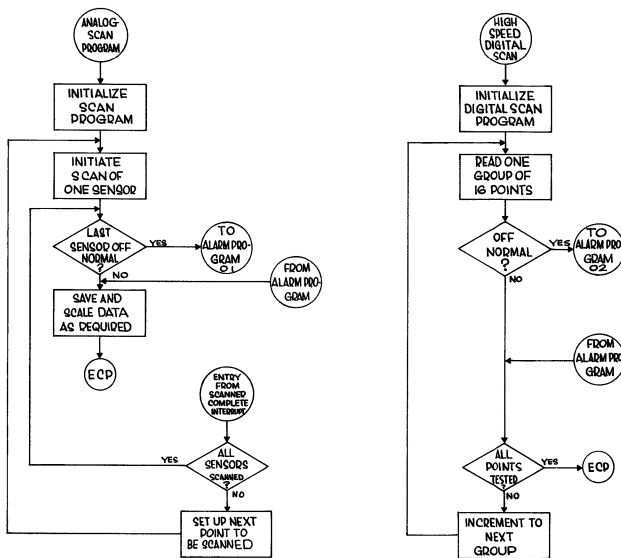 ANALOG-
SCAN
PROGRAM
INITIALIZE
SCAN
PROGRAM
INITIATE
SCAN OF
ONE SENSOR
LAST
SENSOR OFF
NORMAL
?
YES
TO
ALARM PRO-
GRAM
01
NO
FROM
ALARM PRO-
GRAM
SAVE AND
SCALE DATA
AS REQUIRED
ECP
ENTRY
FROM
SCANNER
COMPLETE
INTERRUPT
ALL
SENSORS
SCANNED
?
YES
NO
SET UP NEXT
POINT TO
BE SCANNED
HIGH
SPEED
DIGITAL
SCAN
INITIALIZE
DIGITAL SCAN
PROGRAM
READ ONE
GROUP OF
16 POINTS
OFF
NORMAL
?
YES
TO
ALARM PRO-
GRAM
02
NO
FROM
ALARM PRO-
GRAM
ALL
POINTS
TESTED
?
YES
ECP
NO
INCREMENT TO
NEXT
GROUP